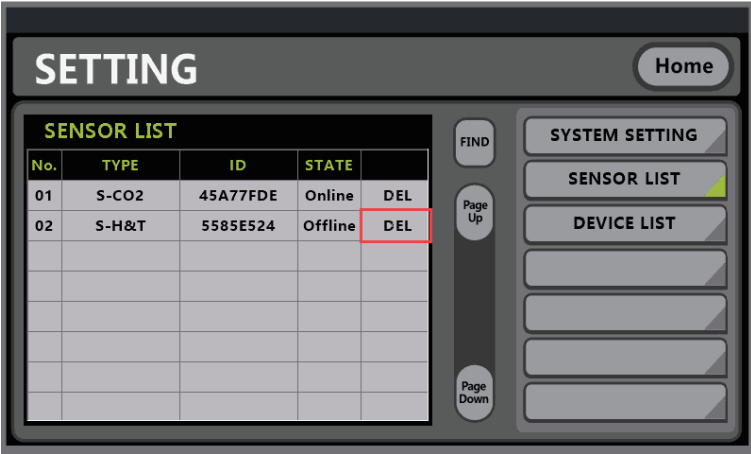 SETTING
Home
SENSOR LIST
No. TYPE ID STATE
01 S-CO2 45A77FDE Online DEL
02 S-H&T 5585E524 Offline DEL
FIND
Page
Up
Page
Down
SYSTEM SETTING
SENSOR LIST
DEVICE LIST